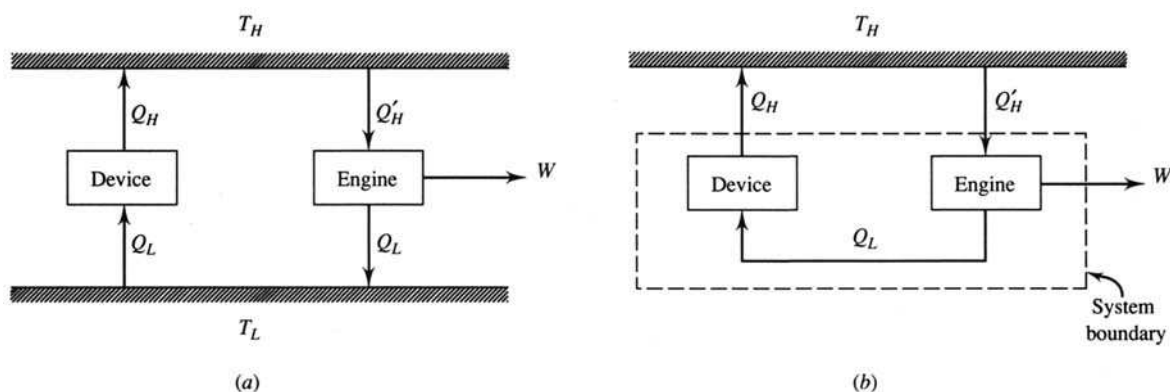 T_H
Q_H
Q'_H
Device
Engine
W
Q_L
Q_L
T_L
(a)
T_H
Q_H
Q'_H
Device
Engine
W
Q_L
System
boundary
(b)